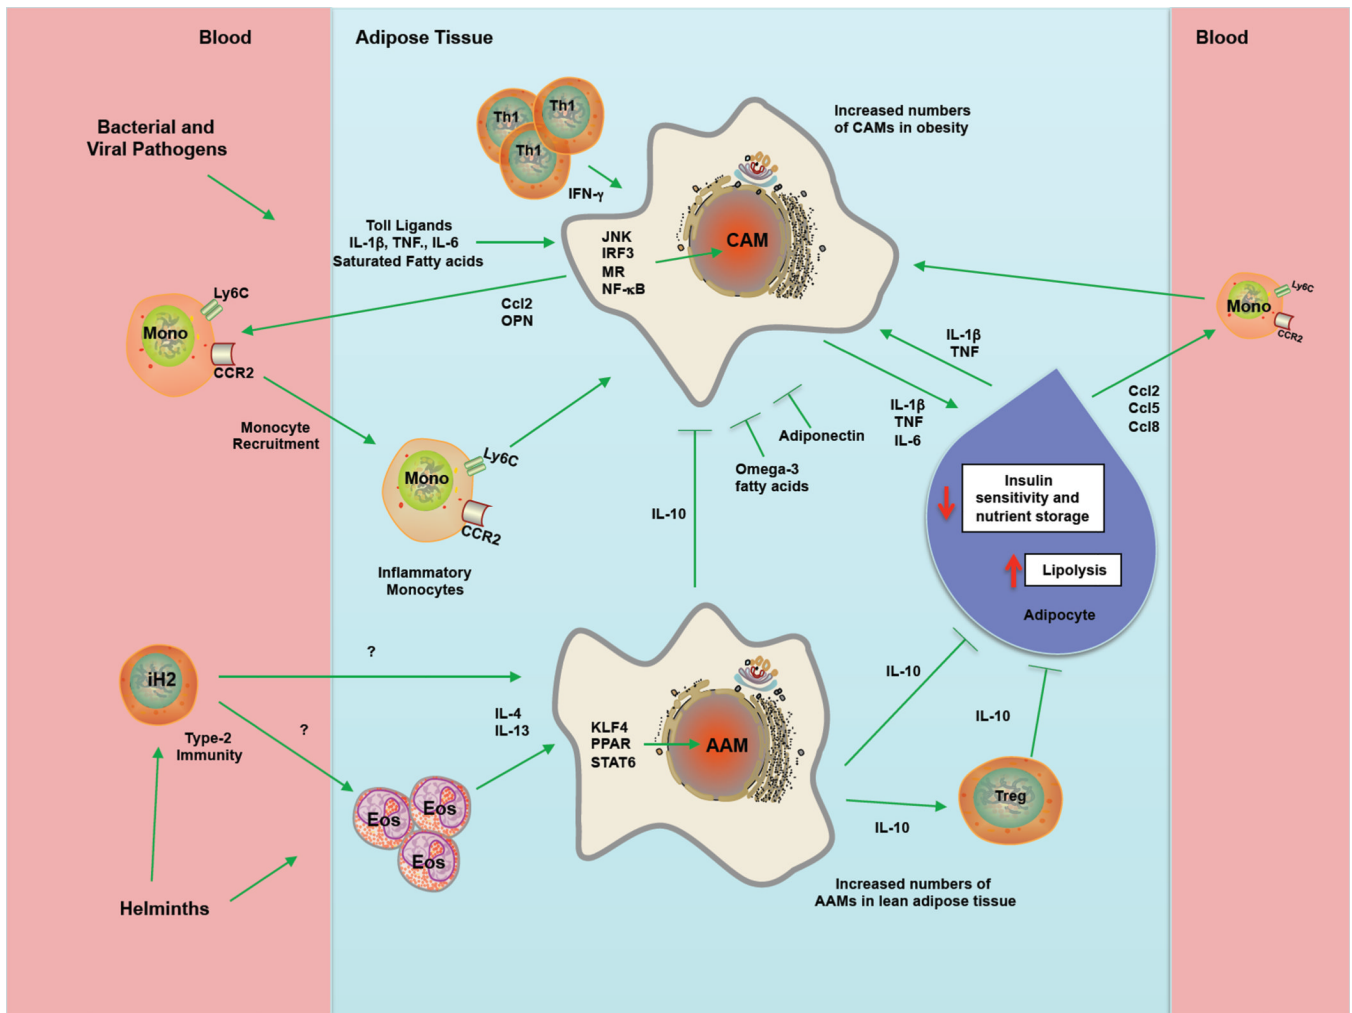 Blood
Adipose Tissue
Blood
Bacterial and
Viral Pathogens
Th1
Th1
Th1
IFN-γ
Increased numbers
of CAMs in obesity
Toll Ligands
IL-1β, TNF., IL-6
Saturated Fatty acids
JNK
IRF3
MR
NF-κB
CAM
Ccl2
OPN
Ly6C
Mono
CCR2
Ly6C
Mono
CCR2
Monocyte
Recruitment
IL-1β
TNF
IL-1β
TNF
IL-6
Ccl2
Ccl5
Ccl8
Adiponectin
Omega-3
fatty acids
Ly6C
Mono
CCR2
Inflammatory
Monocytes
IL-10
Insulin
sensitivity and
nutrient storage
Lipolysis
Adipocyte
iH2
Type-2
Immunity
?
?
IL-4
IL-13
KLF4
PPAR
STAT6
AAM
IL-10
IL-10
Treg
IL-10
Eos
Eos
Eos
Helminths
Increased numbers of
AAMs in lean adipose tissue